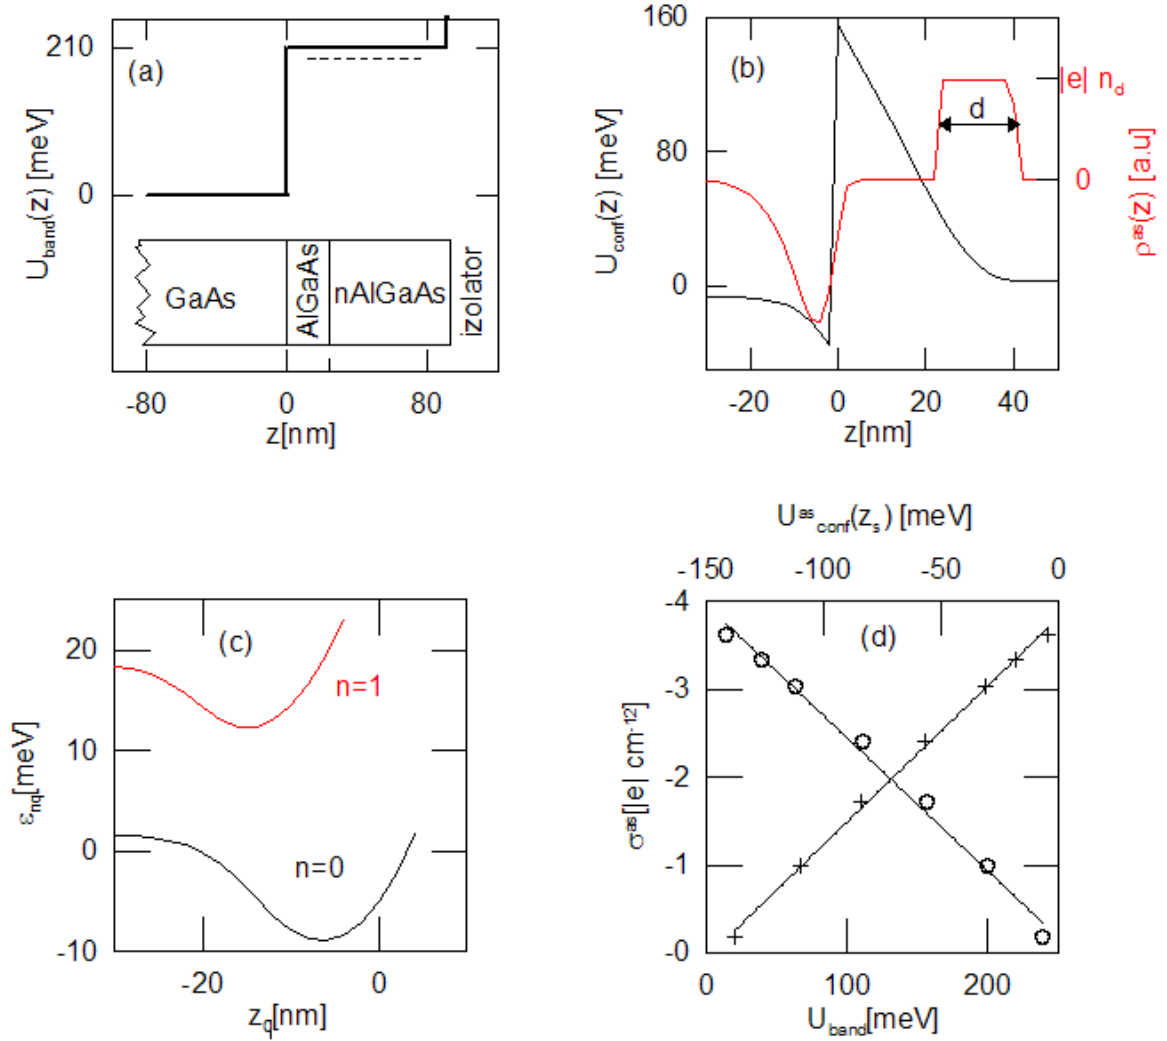 (a)
U_band(z) [meV]
210
0
GaAs
AlGaAs
nAlGaAs
izolator
-80 0 80
z[nm]
(b)
U_conf(z) [meV]
160
80
0
d
|e| n_d
0
ρ^as(z) [a.u]
-20 0 20 40
z[nm]
(c)
ε_nq[meV]
20
10
0
-10
n=1
n=0
-20 0
z_q[nm]
U^as_conf(z_s) [meV]
-150 -100 -50 0
(d)
σ^as[|e| cm^-12]
-4
-3
-2
-1
-0
0 100 200
U_band[meV]